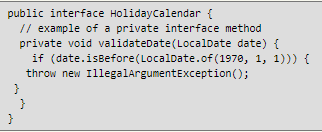 public interface HolidayCalendar {
  // example of a private interface method
  private void validateDate(LocalDate date) {
    if (date.isBefore(LocalDate.of(1970, 1, 1))) {
   throw new IllegalArgumentException();
 }
  }
}